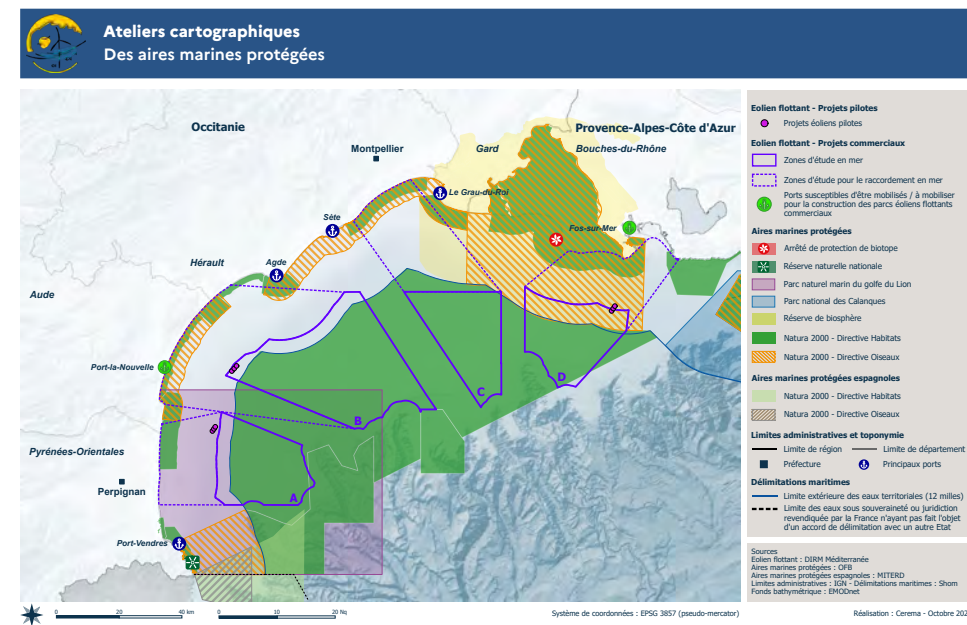 Ateliers cartographiques
Des aires marines protégées
Occitanie
Provence-Alpes-Côte d'Azur
Montpellier
Gard
Bouches-du-Rhône
Le Grau-du-Roi
Sète
Fos-sur-Mer
Hérault
Agde
Aude
Port-la-Nouvelle
D
C
B
Pyrénées-Orientales
Perpignan
A
Port-Vendres
Eolien flottant - Projets pilotes
Projets éoliens pilotes
Eolien flottant - Projets commerciaux
Zones d'étude en mer
Zones d'étude pour le raccordement en mer
Ports susceptibles d'être mobilisés / à mobiliser
pour la construction des parcs éoliens flottants
commerciaux
Aires marines protégées
Arrêté de protection de biotope
Réserve naturelle nationale
Parc naturel marin du golfe du Lion
Parc national des Calanques
Réserve de biosphère
Natura 2000 - Directive Habitats
Natura 2000 - Directive Oiseaux
Aires marines protégées espagnoles
Natura 2000 - Directive Habitats
Natura 2000 - Directive Oiseaux
Limites administratives et toponymie
Limite de région
Limite de département
Préfecture
Principaux ports
Délimitations maritimes
Limite extérieure des eaux territoriales (12 milles)
Limite des eaux sous souveraineté ou juridiction
revendiquée par la France n'ayant pas fait l'objet
d'un accord de délimitation avec un autre Etat
Sources
Eolien flottant : DIRM Méditerranée
Aires marines protégées : OFB
Aires marines protégées espagnoles : MITERD
Limites administratives : IGN - Délimitations maritimes : Shom
Fonds bathymétrique : EMODnet
0 20 40 km
0 10 20 Nq
Système de coordonnées : EPSG 3857 (pseudo-mercator)
Réalisation : Cerema - Octobre 202